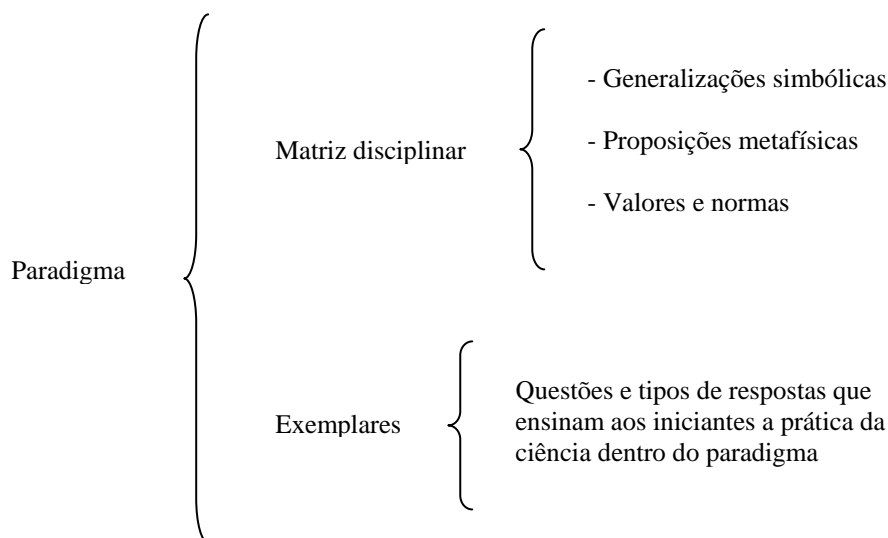 Paradigma
Matriz disciplinar
- Generalizações simbólicas
- Proposições metafísicas
- Valores e normas
Exemplares
Questões e tipos de respostas que
ensinam aos iniciantes a prática da
ciência dentro do paradigma